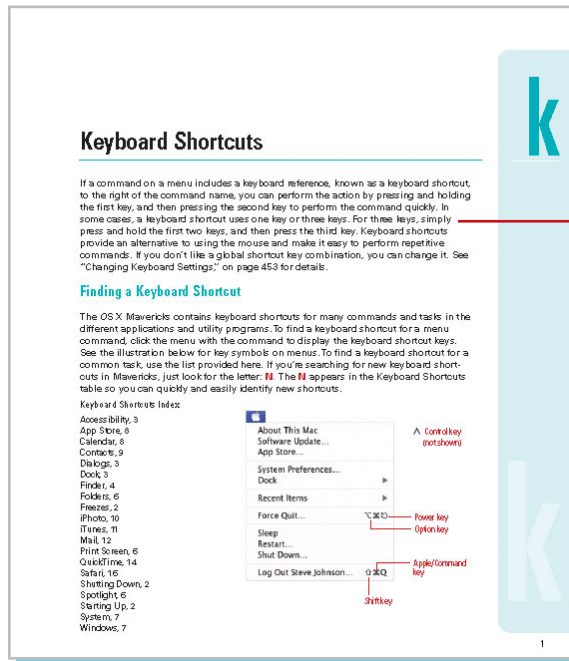 k
Keyboard Shortcuts
If a command on a menu includes a keyboard reference, known as a keyboard shortcut,
to the right of the command name, you can perform the action by pressing and holding
the first key, and then pressing the second key to perform the command quickly. In
some cases, a keyboard shortcut uses one key or three keys. For three keys, simply
press and hold the first two keys, and then press the third key. Keyboard shortcuts
provide an alternative to using the mouse and make it easy to perform repetitive
commands. If you don't like a global shortcut key combination, you can change it. See
"Changing Keyboard Settings," on page 453 for details.
Finding a Keyboard Shortcut
The OS X Mavericks contains keyboard shortcuts for many commands and tasks in the
different applications and utility programs. To find a keyboard shortcut for a menu
command, click the menu with the command to display the keyboard shortcut keys.
See the illustration below for key symbols on menus. To find a keyboard shortcut for a
common task, use the list provided here. If you're searching for new keyboard short-
cuts in Mavericks, just look for the letter: N. The N appears in the Keyboard Shortcuts
table so you can quickly and easily identify new shortcuts.
Keyboard Shortcuts Index
Accessibility, 3
App Store, 8
Calendar, 8
Contacts, 9
Dialogs, 3
Dock, 3
Finder, 4
Folders, 6
Freezes, 2
iPhoto, 10
iTunes, 11
Mail, 12
Print Screen, 6
QuickTime, 14
Safari, 16
Shutting Down, 2
Spotlight, 6
Starting Up, 2
System, 7
Windows, 7
About This Mac
Software Update...
App Store...
System Preferences...
Dock
Recent Items
Force Quit... ⌥⌘⎋
Sleep
Restart...
Shut Down...
Log Out Steve Johnson... ⇧⌘Q
^ Control key
(not shown)
Power key
Option key
Apple/Command
key
Shift key
k
1